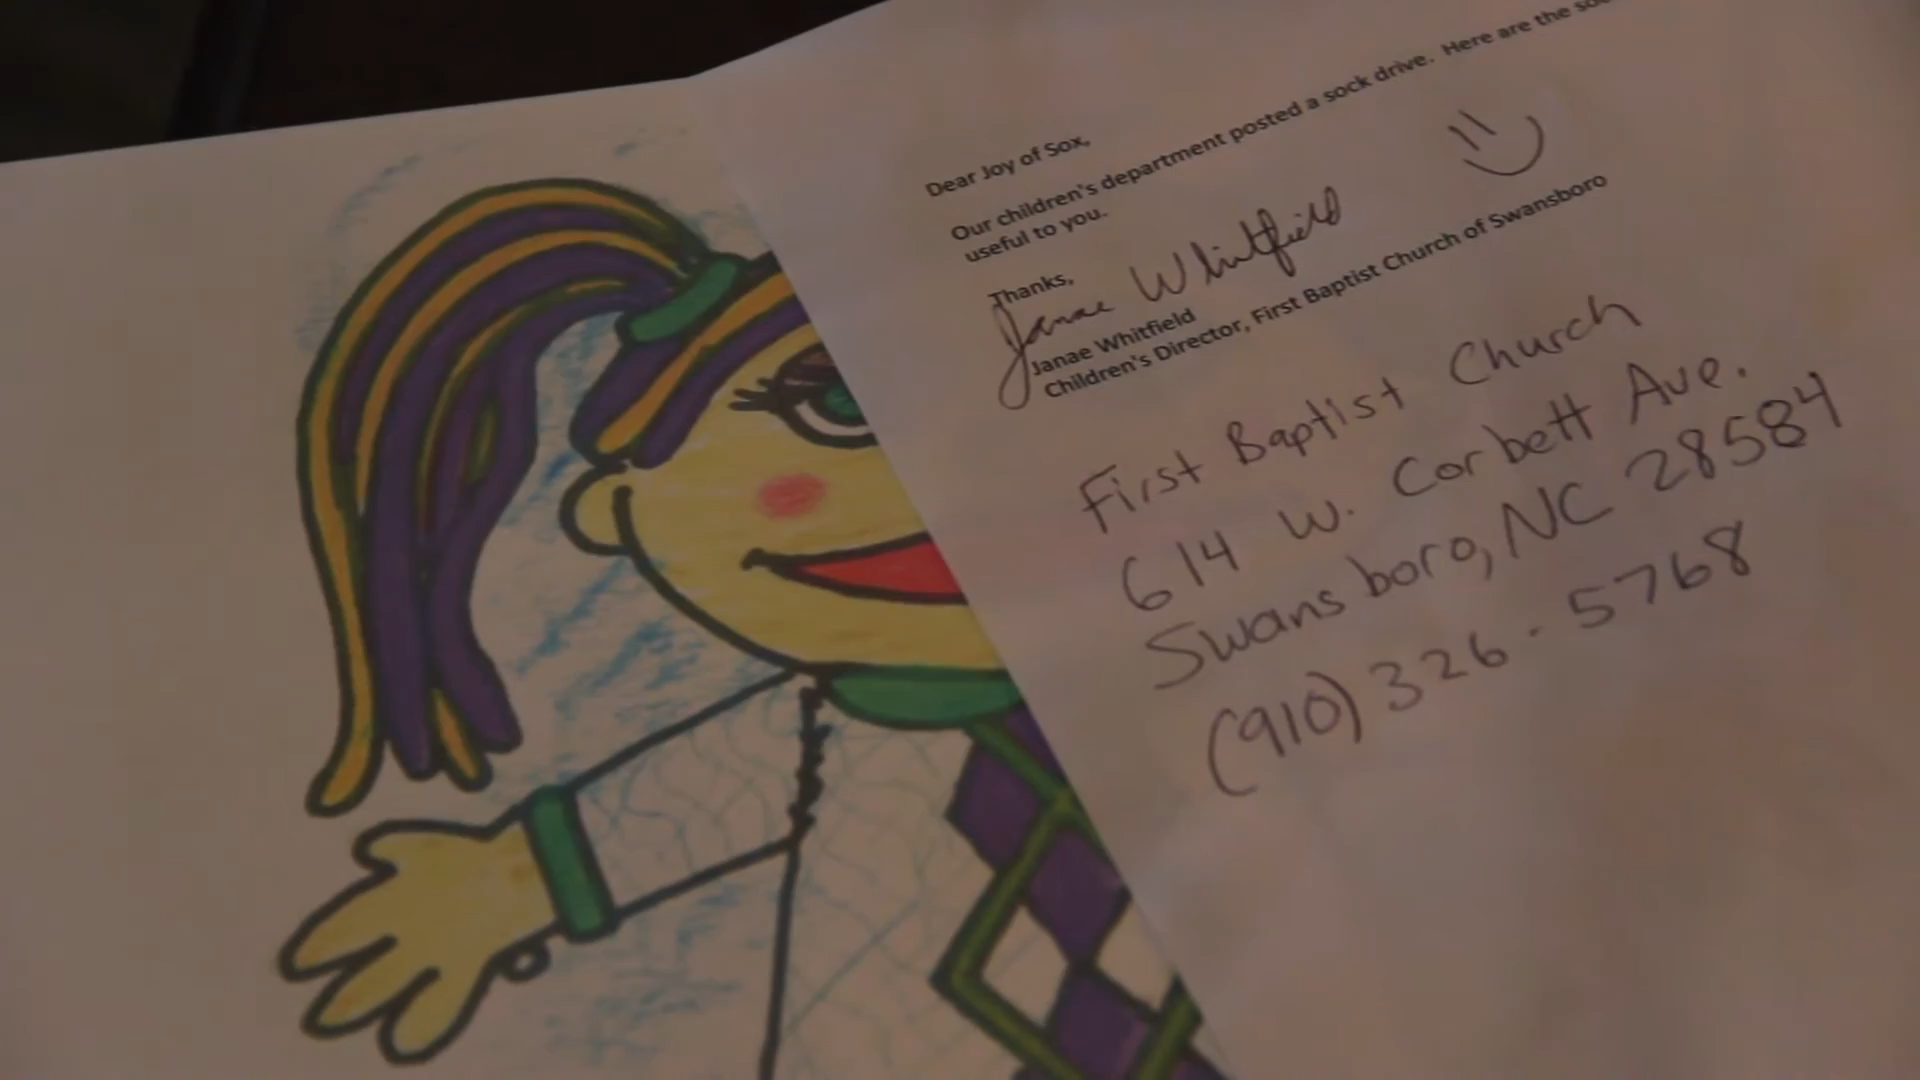 Dear Joy of Sox,
Our children's department posted a sock drive. Here are the
useful to you.
Thanks,
Janae Whitfield
Janae Whitfield
Children's Director, First Baptist Church of Swansboro
First Baptist Church
614 W. Corbett Ave.
Swansboro, NC 28584
(910) 326-5768